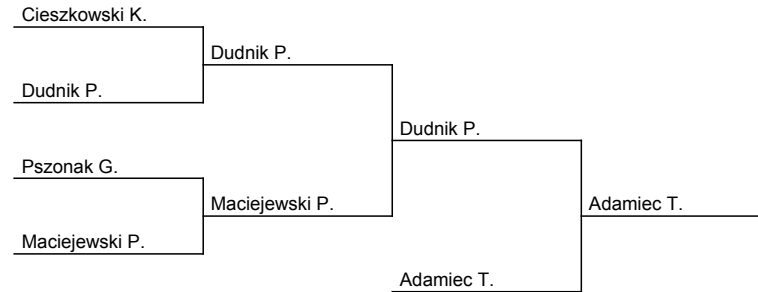 Cieszkowski K.
Dudnik P.
Dudnik P.
Dudnik P.
Pszonak G.
Maciejewski P.
Adamiec T.
Maciejewski P.
Adamiec T.